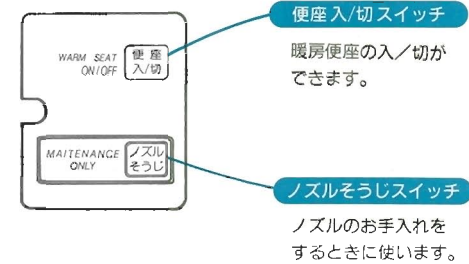 便座入/切スイッチ
暖房便座の入／切が
できます。
WARM SEAT
ON/OFF
便座
入/切
MAITENANCE
ONLY
ノズル
そうじ
ノズルそうじスイッチ
ノズルのお手入れを
するときに使います。